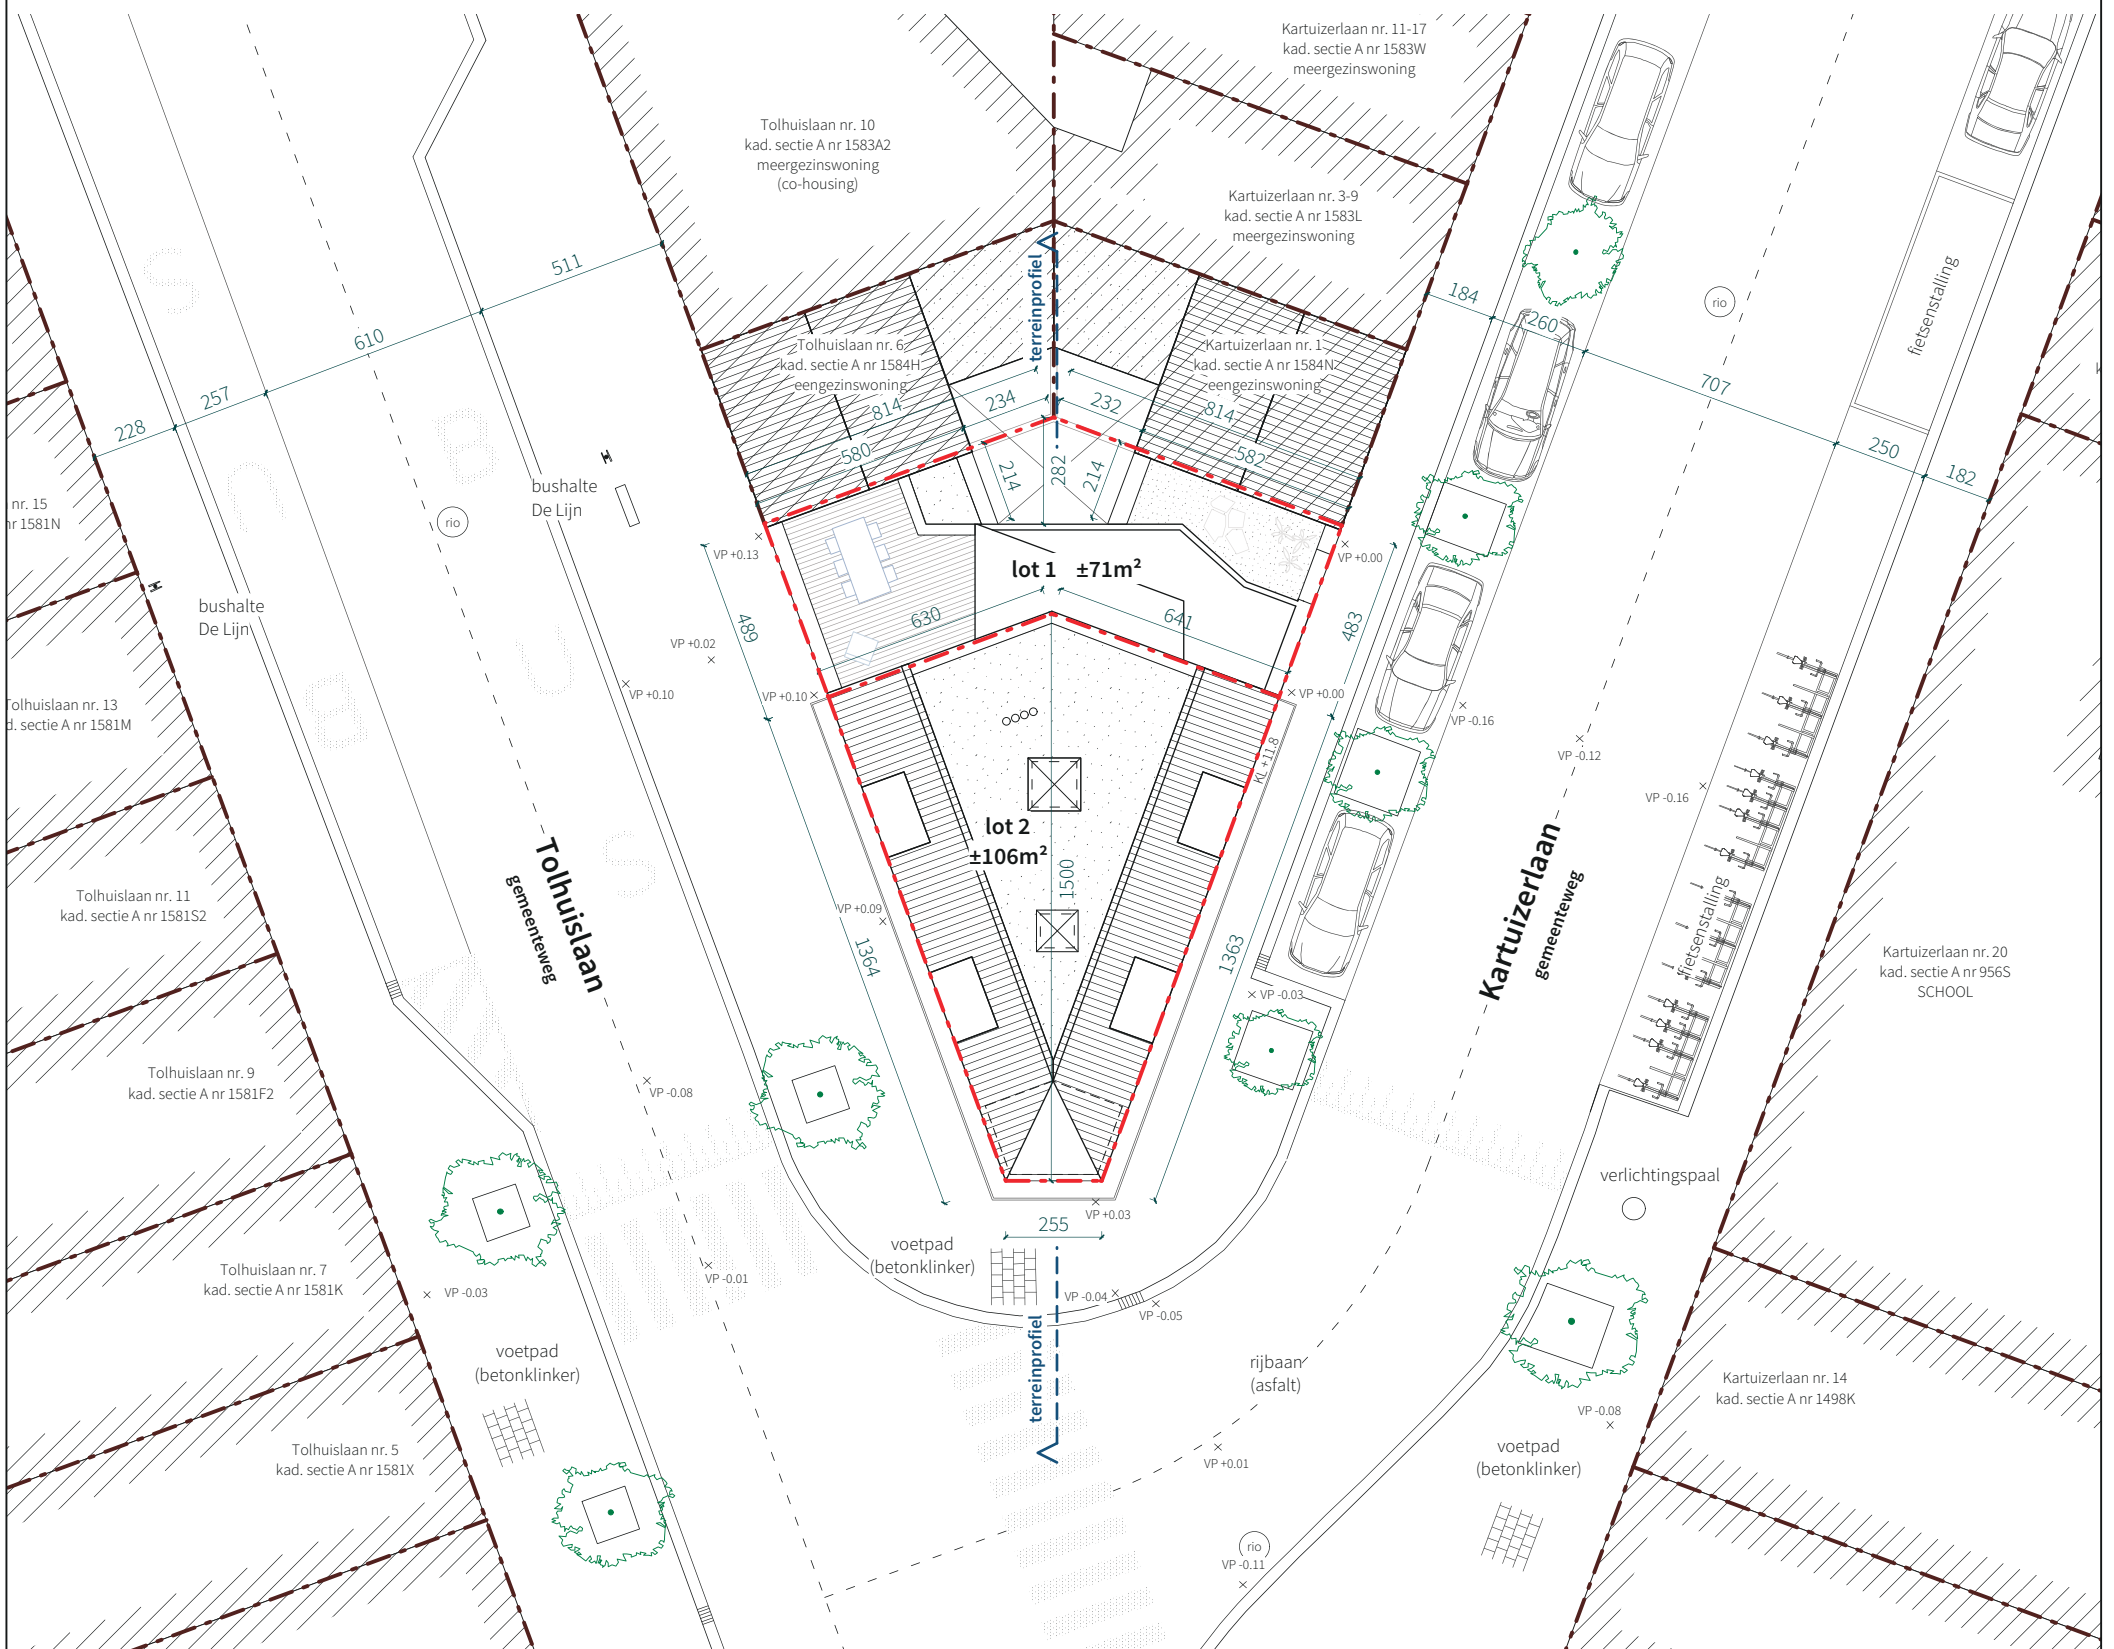 Kartuizerlaan nr. 11-17
kad. sectie A nr 1583W
meergezinswoning
Tolhuislaan nr. 10
kad. sectie A nr 1583A2
meergezinswoning
(co-housing)
Kartuizerlaan nr. 3-9
kad. sectie A nr 1583L
meergezinswoning
228
257
610
511
184
260
707
250
182
rio
fietsenstalling
terreinprofiel
Tolhuislaan nr. 6
kad. sectie A nr 1584H
eengezinswoning
Kartuizerlaan nr. 1
kad. sectie A nr 1584N
eengezinswoning
814
234
232
814
580
582
214
282
214
BUS
BUS
rio
bushalte
De Lijn
bushalte
De Lijn
nr. 15
nr 1581N
VP +0.13
VP +0.00
lot 1 ±71m²
630
641
489
483
VP +0.02
VP +0.10
VP +0.10
VP +0.00
VP -0.16
VP -0.12
VP -0.16
Tolhuislaan nr. 13
kad. sectie A nr 1581M
KL +11.8
lot 2
±106m²
1500
Tolhuislaan
gemeenteweg
Kartuizerlaan
gemeenteweg
fietsenstalling
VP +0.09
1364
1363
VP -0.03
Tolhuislaan nr. 11
kad. sectie A nr 1581S2
Kartuizerlaan nr. 20
kad. sectie A nr 956S
SCHOOL
Tolhuislaan nr. 9
kad. sectie A nr 1581F2
VP -0.08
verlichtingspaal
VP +0.03
255
voetpad
(betonklinker)
Tolhuislaan nr. 7
kad. sectie A nr 1581K
VP -0.03
VP -0.01
VP -0.04
VP -0.05
voetpad
(betonklinker)
terreinprofiel
rijbaan
(asfalt)
Kartuizerlaan nr. 14
kad. sectie A nr 1498K
VP -0.08
Tolhuislaan nr. 5
kad. sectie A nr 1581X
VP +0.01
voetpad
(betonklinker)
rio
VP -0.11